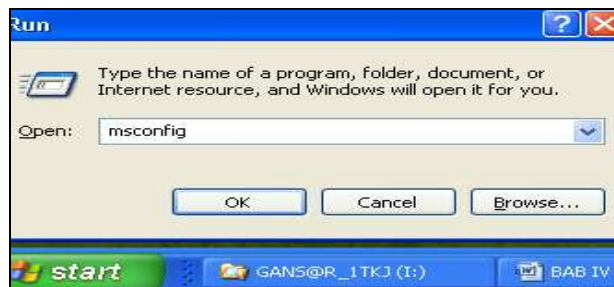 Run
Type the name of a program, folder, document, or
Internet resource, and Windows will open it for you.
Open: msconfig
OK Cancel Browse...
start GANS@R_1TKJ (I:) BAB IV